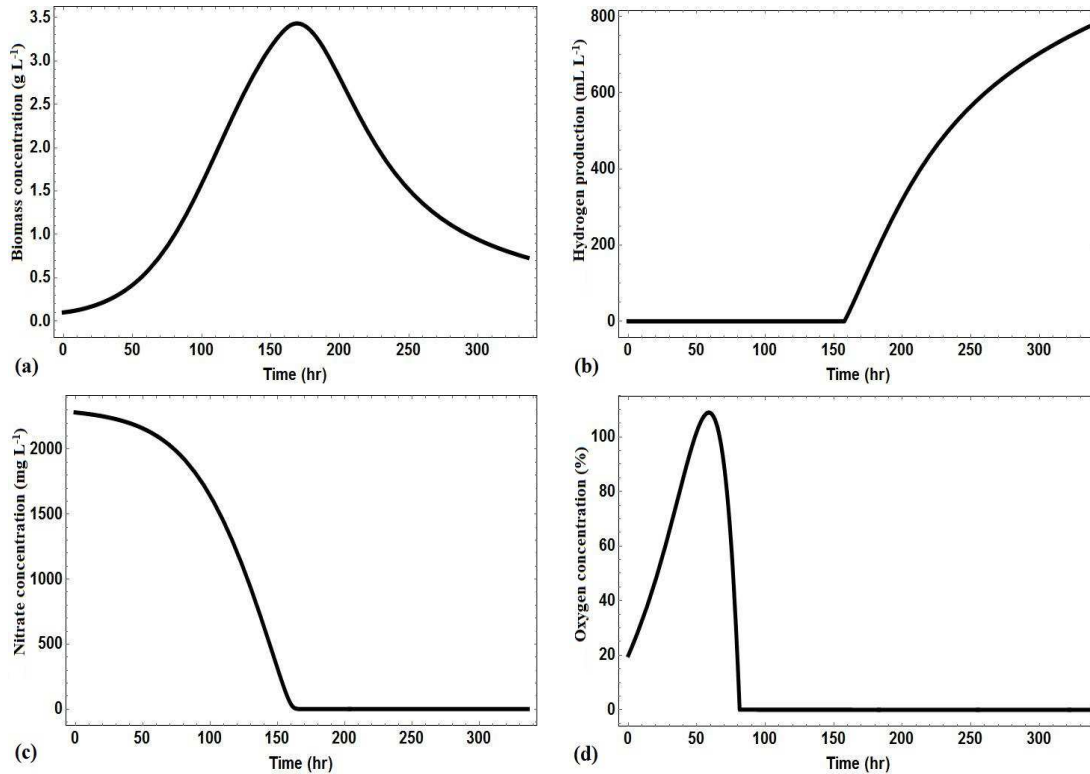 Biomass concentration (g L-1)
3.5
3.0
2.5
2.0
1.5
1.0
0.5
0.0
0 50 100 150 200 250 300
Time (hr)
(a)
Hydrogen production (mL L-1)
800
600
400
200
0
0 50 100 150 200 250 300
Time (hr)
(b)
Nitrate concentration (mg L-1)
2000
1500
1000
500
0
0 50 100 150 200 250 300
Time (hr)
(c)
Oxygen concentration (%)
100
80
60
40
20
0
0 50 100 150 200 250 300
Time (hr)
(d)